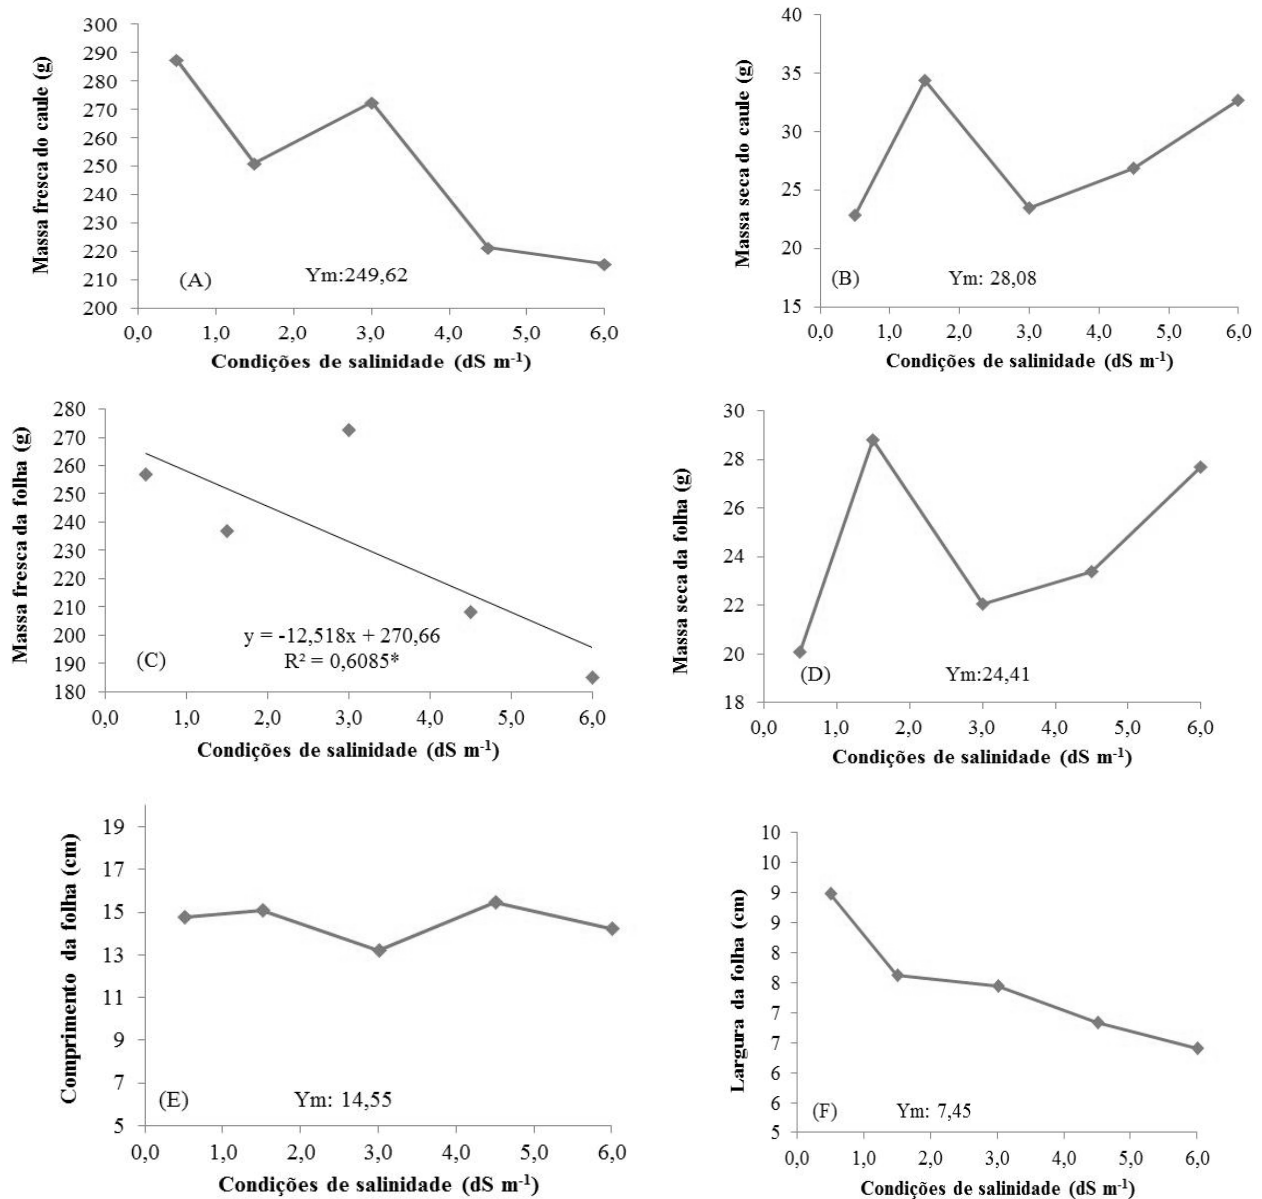 Massa fresca do caule (g)
300
290
280
270
260
250
240
230
220
210
200
(A)
Ym:249,62
0,0 1,0 2,0 3,0 4,0 5,0 6,0
Condições de salinidade (dS m⁻¹)
Massa seca do caule (g)
40
35
30
25
20
15
(B)
Ym: 28,08
0,0 1,0 2,0 3,0 4,0 5,0 6,0
Condições de salinidade (dS m⁻¹)
Massa fresca da folha (g)
280
270
260
250
240
230
220
210
200
190
180
y = -12,518x + 270,66
R² = 0,6085*
(C)
0,0 1,0 2,0 3,0 4,0 5,0 6,0
Condições de salinidade (dS m⁻¹)
Massa seca da folha (g)
30
28
26
24
22
20
18
(D)
Ym:24,41
0,0 1,0 2,0 3,0 4,0 5,0 6,0
Condições de salinidade (dS m⁻¹)
Comprimento da folha (cm)
19
17
15
13
11
9
7
5
(E)
Ym: 14,55
0,0 1,0 2,0 3,0 4,0 5,0 6,0
Condições de salinidade (dS m⁻¹)
Largura da folha (cm)
10
10
9
9
8
8
7
7
6
6
5
(F)
Ym: 7,45
0,0 1,0 2,0 3,0 4,0 5,0 6,0
Condições de salinidade (dS m⁻¹)